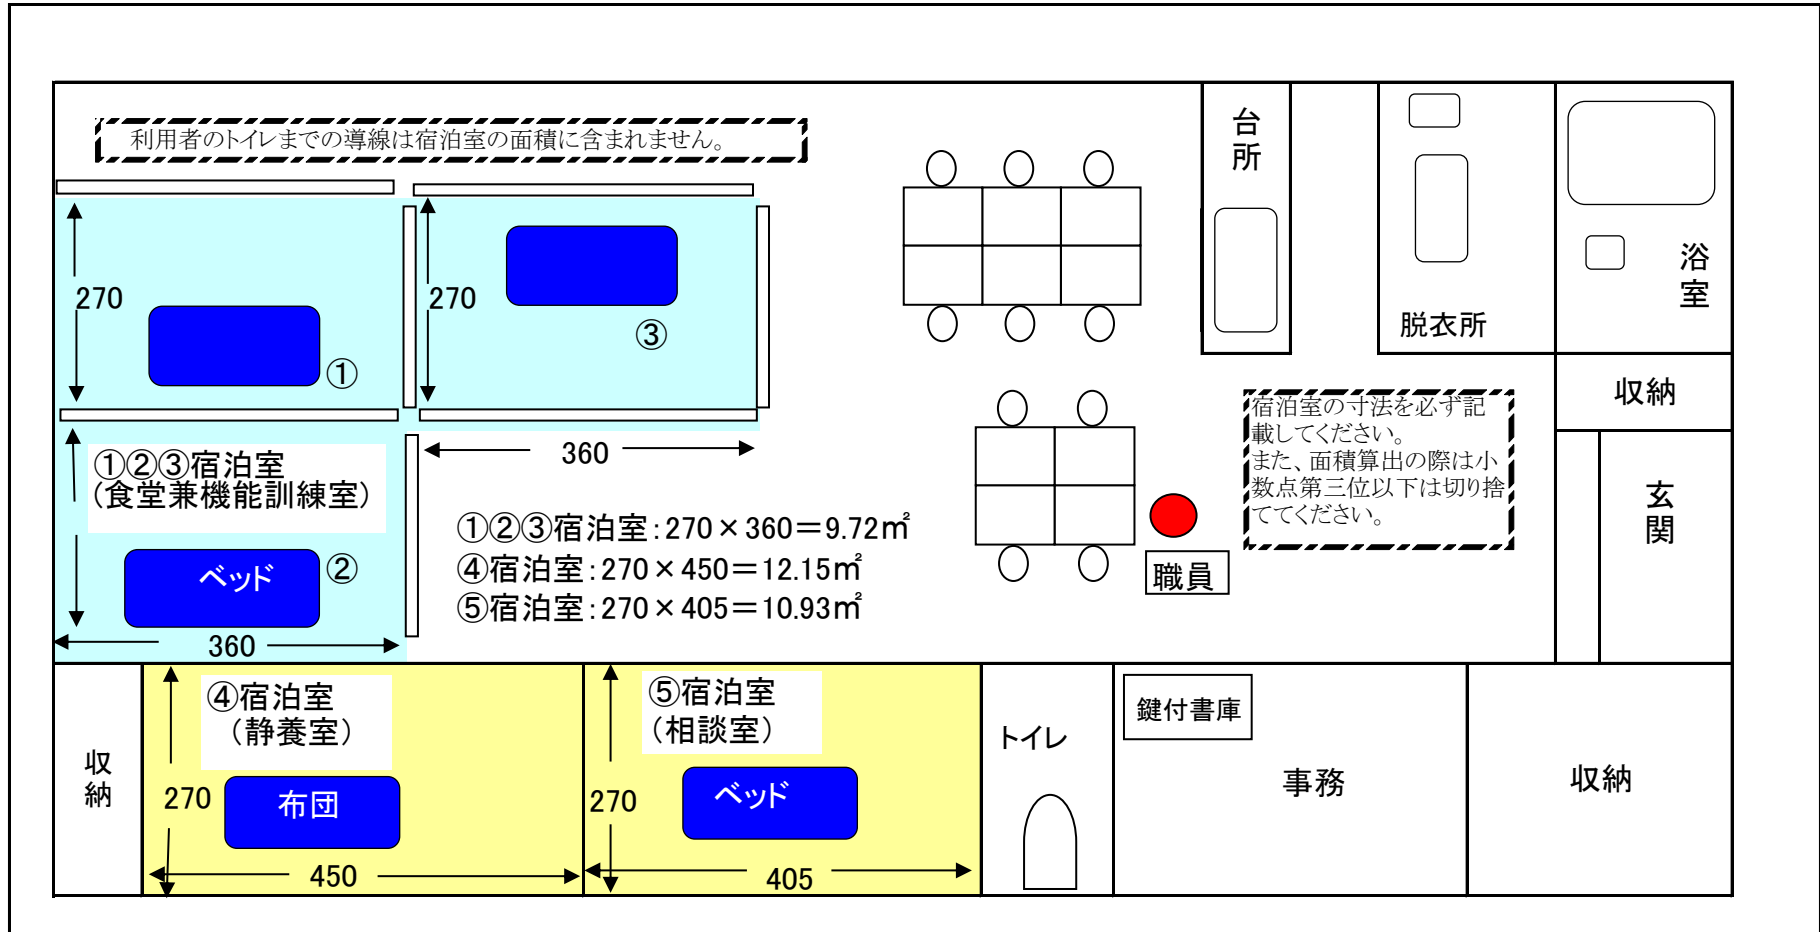 利用者のトイレまでの導線は宿泊室の面積に含まれません。
270
①
270
③
360
①②③宿泊室
(食堂兼機能訓練室)
ベッド
②
360
①②③宿泊室:270×360=9.72㎡
④宿泊室:270×450=12.15㎡
⑤宿泊室:270×405=10.93㎡
職員
台
所
脱衣所
浴
室
収納
宿泊室の寸法を必ず記
載してください。
また、面積算出の際は小
数点第三位以下は切り捨
ててください。
玄
関
収
納
④宿泊室
(静養室)
270
布団
450
⑤宿泊室
(相談室)
270
ベッド
405
トイレ
鍵付書庫
事務
収納